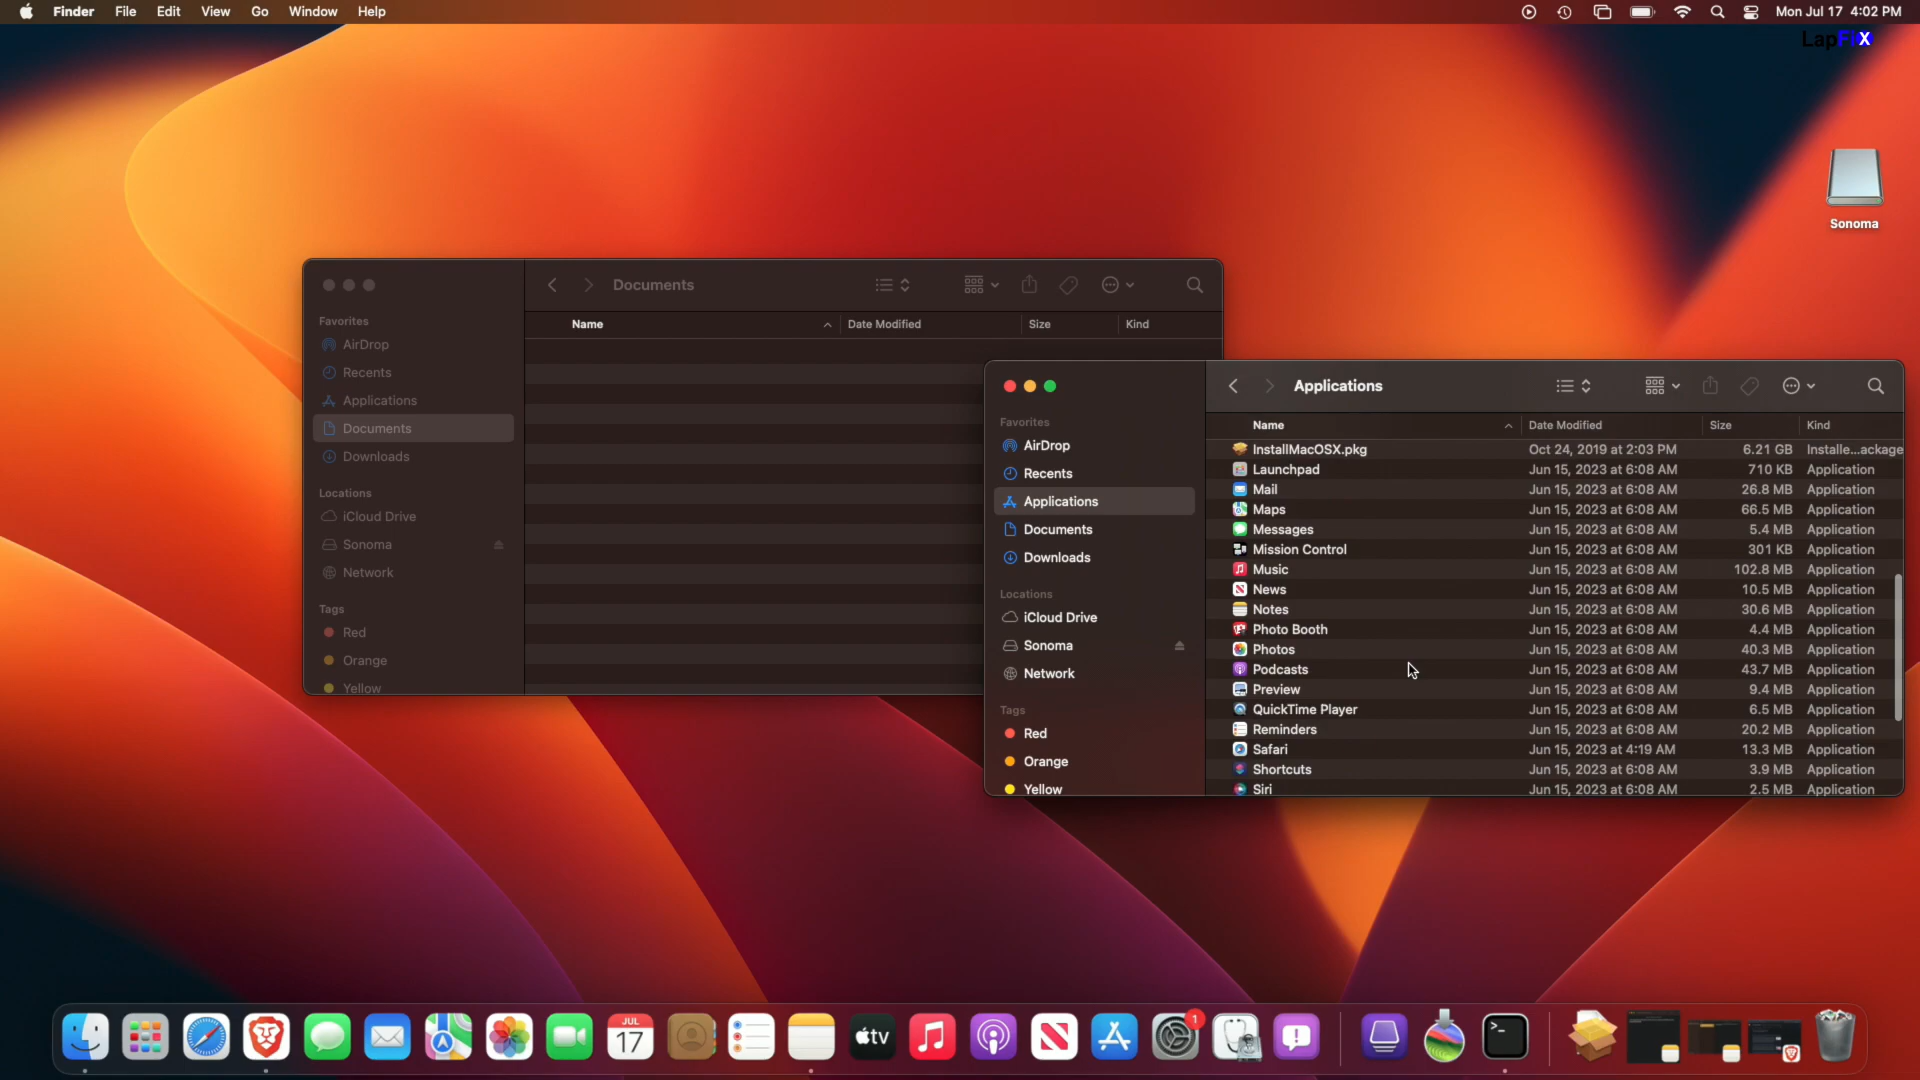 Finder File Edit View Go Window Help
Mon Jul 17 4:02 PM
LapFiX
Sonoma
Documents
Name Date Modified Size Kind
Favorites
AirDrop
Recents
Applications
Documents
Downloads
Locations
iCloud Drive
Sonoma
Network
Tags
Red
Orange
Yellow
Applications
Name Date Modified Size Kind
Favorites
AirDrop
Recents
Applications
Documents
Downloads
Locations
iCloud Drive
Sonoma
Network
Tags
Red
Orange
Yellow
InstallMacOSX.pkg Oct 24, 2019 at 2:03 PM 6.21 GB Installe...ackage
Launchpad Jun 15, 2023 at 6:08 AM 710 KB Application
Mail Jun 15, 2023 at 6:08 AM 26.8 MB Application
Maps Jun 15, 2023 at 6:08 AM 66.5 MB Application
Messages Jun 15, 2023 at 6:08 AM 5.4 MB Application
Mission Control Jun 15, 2023 at 6:08 AM 301 KB Application
Music Jun 15, 2023 at 6:08 AM 102.8 MB Application
News Jun 15, 2023 at 6:08 AM 10.5 MB Application
Notes Jun 15, 2023 at 6:08 AM 30.6 MB Application
Photo Booth Jun 15, 2023 at 6:08 AM 4.4 MB Application
Photos Jun 15, 2023 at 6:08 AM 40.3 MB Application
Podcasts Jun 15, 2023 at 6:08 AM 43.7 MB Application
Preview Jun 15, 2023 at 6:08 AM 9.4 MB Application
QuickTime Player Jun 15, 2023 at 6:08 AM 6.5 MB Application
Reminders Jun 15, 2023 at 6:08 AM 20.2 MB Application
Safari Jun 15, 2023 at 4:19 AM 13.3 MB Application
Shortcuts Jun 15, 2023 at 6:08 AM 3.9 MB Application
Siri Jun 15, 2023 at 6:08 AM 2.5 MB Application
JUL
17
tv
1